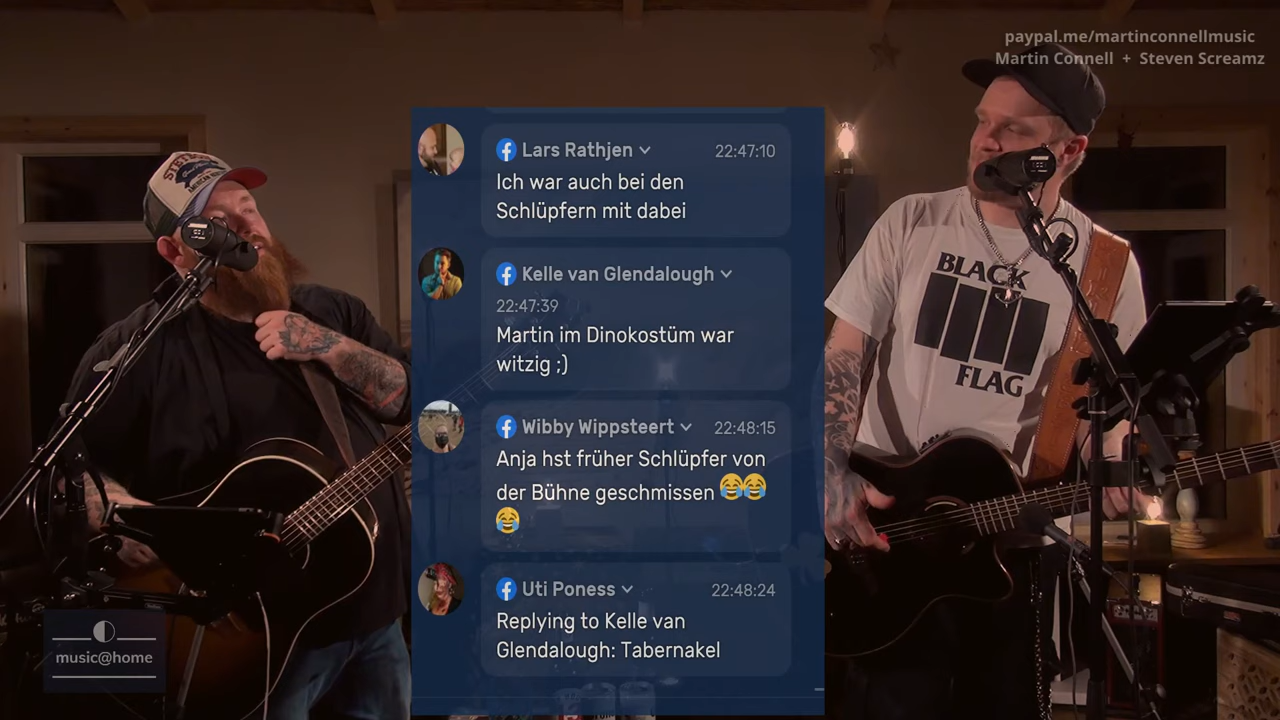 paypal.me/martinconnellmusic
Martin Connell + Steven Screamz
STETSON
Lars Rathjen 22:47:10
Ich war auch bei den
Schlüpfern mit dabei
Kelle van Glendalough
22:47:39
Martin im Dinokostüm war
witzig ;)
Wibby Wippsteert 22:48:15
Anja hst früher Schlüpfer von
der Bühne geschmissen 😂😂
😂
Uti Poness 22:48:24
Replying to Kelle van
Glendalough: Tabernakel
BLACK
FLAG
music@home